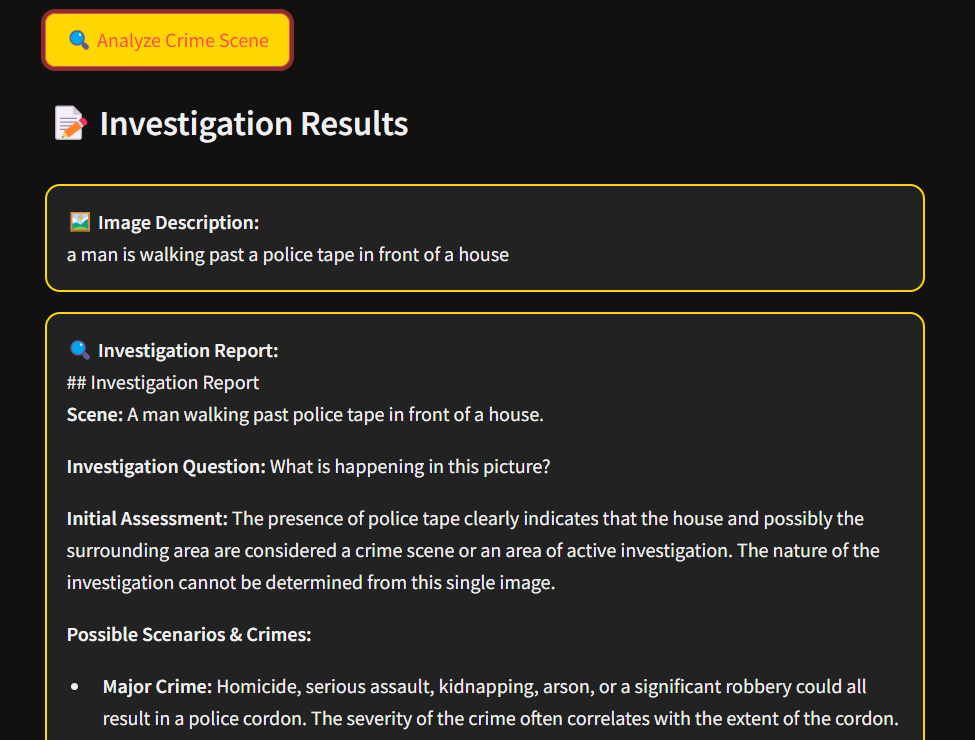 Analyze Crime Scene
Investigation Results
Image Description:
a man is walking past a police tape in front of a house
Investigation Report:
## Investigation Report
Scene: A man walking past police tape in front of a house.
Investigation Question: What is happening in this picture?
Initial Assessment: The presence of police tape clearly indicates that the house and possibly the
surrounding area are considered a crime scene or an area of active investigation. The nature of the
investigation cannot be determined from this single image.
Possible Scenarios & Crimes:
• Major Crime: Homicide, serious assault, kidnapping, arson, or a significant robbery could all
result in a police cordon. The severity of the crime often correlates with the extent of the cordon.